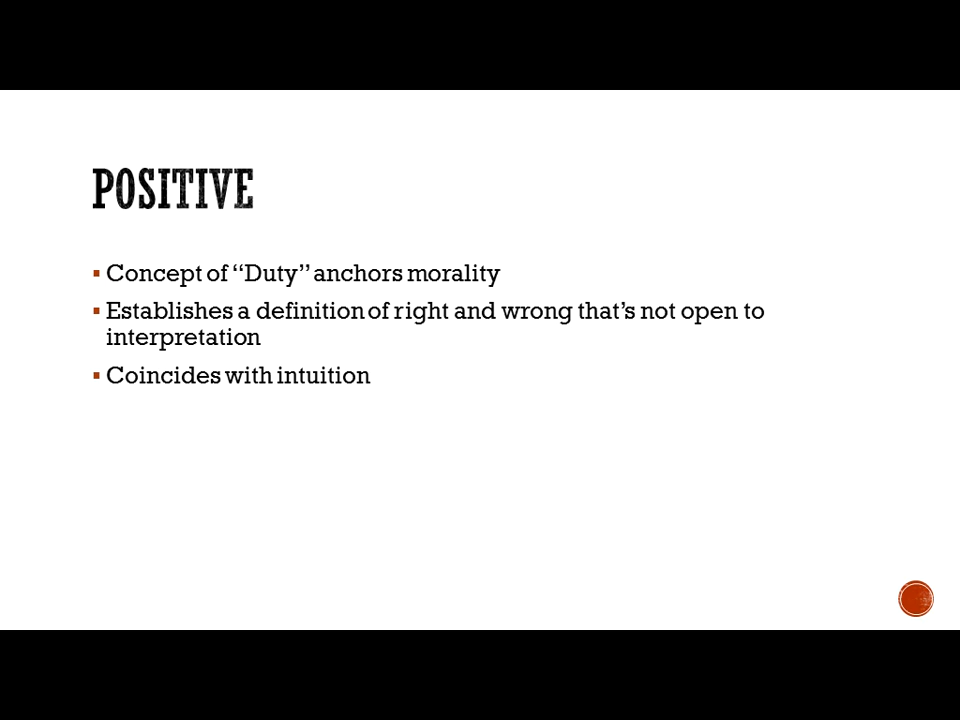 POSITIVE
▪ Concept of “Duty” anchors morality
▪ Establishes a definition of right and wrong that’s not open to
interpretation
▪ Coincides with intuition